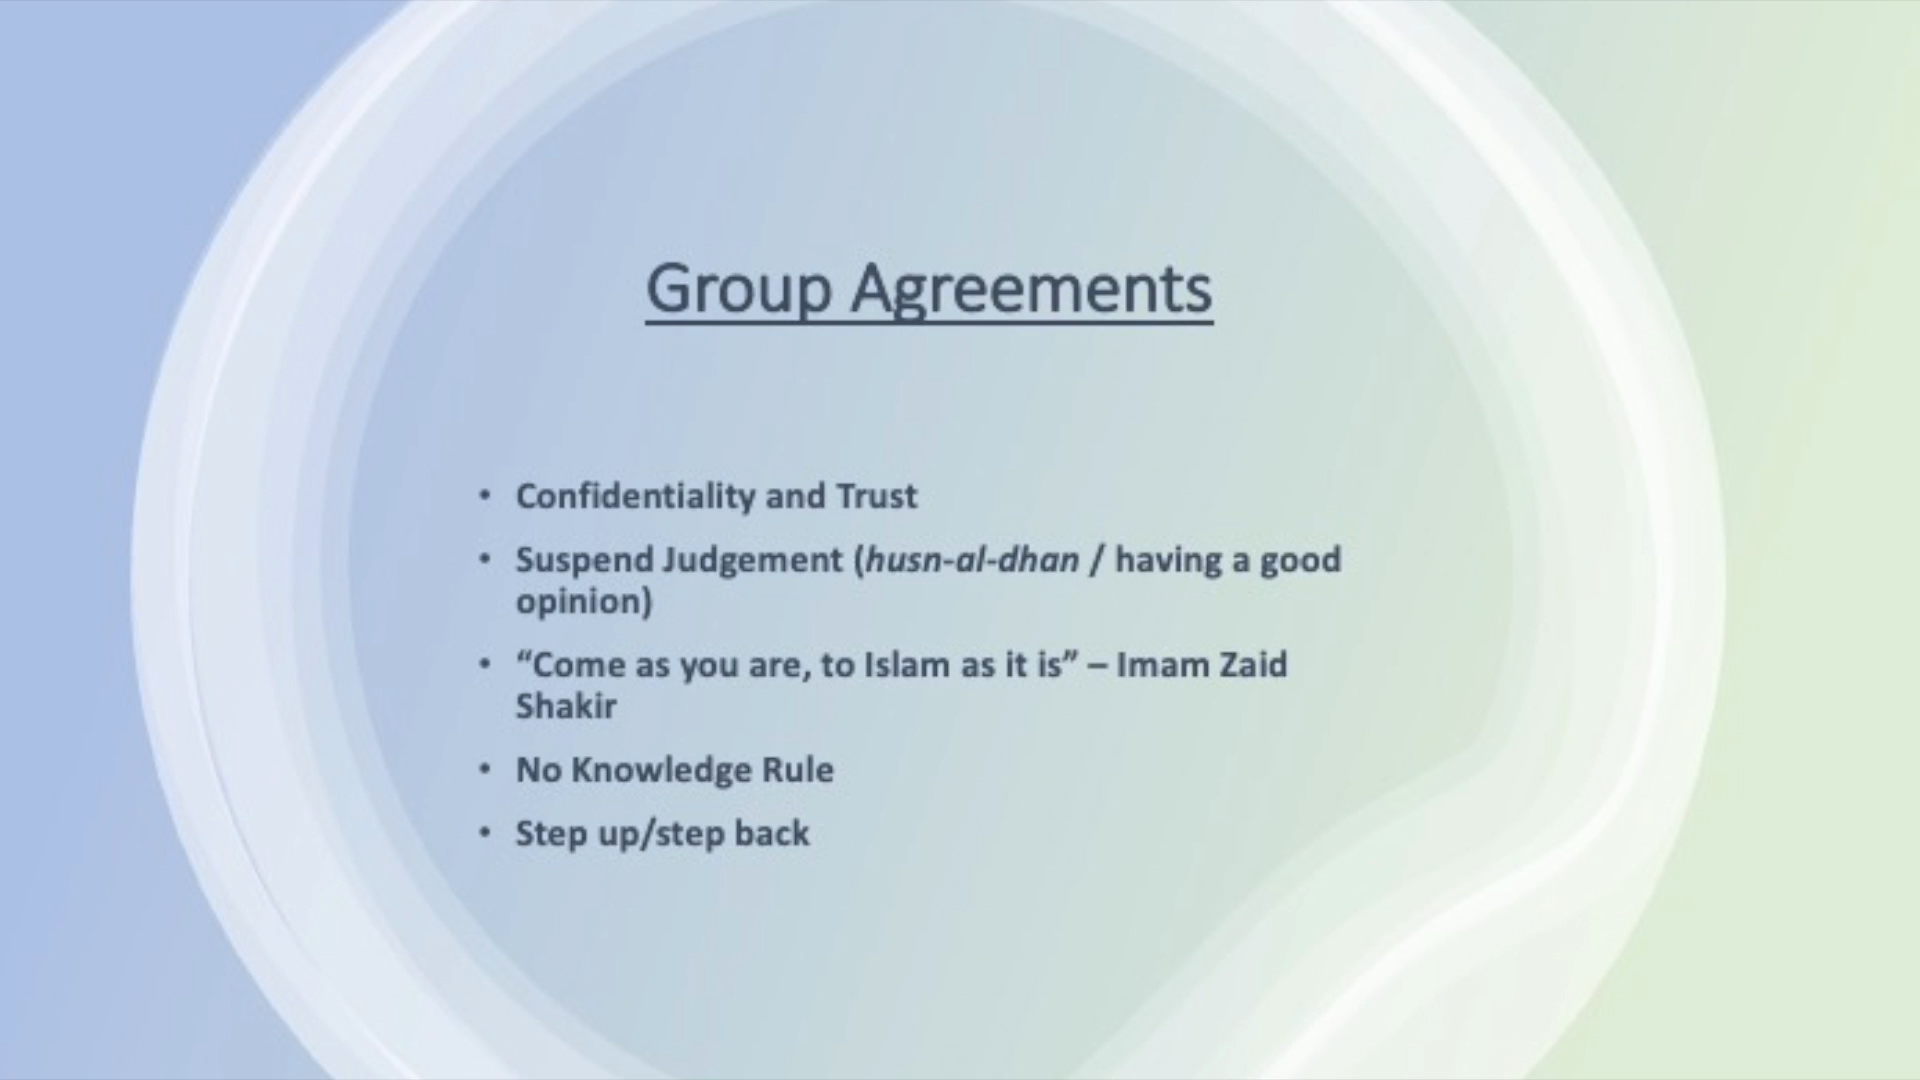 Group Agreements
• Confidentiality and Trust
• Suspend Judgement (husn-al-dhan / having a good
opinion)
• “Come as you are, to Islam as it is” – Imam Zaid
Shakir
• No Knowledge Rule
• Step up/step back